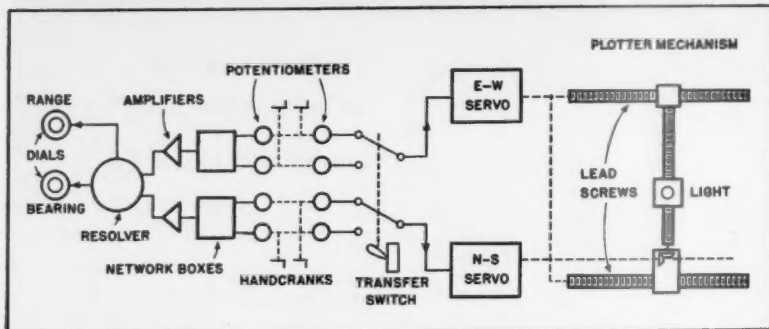 PLOTTER MECHANISM
POTENTIOMETERS
E–W
SERVO
AMPLIFIERS
RANGE
DIALS
BEARING
RESOLVER
NETWORK BOXES
HANDCRANKS
TRANSFER
SWITCH
N–S
SERVO
LEAD
SCREWS
LIGHT